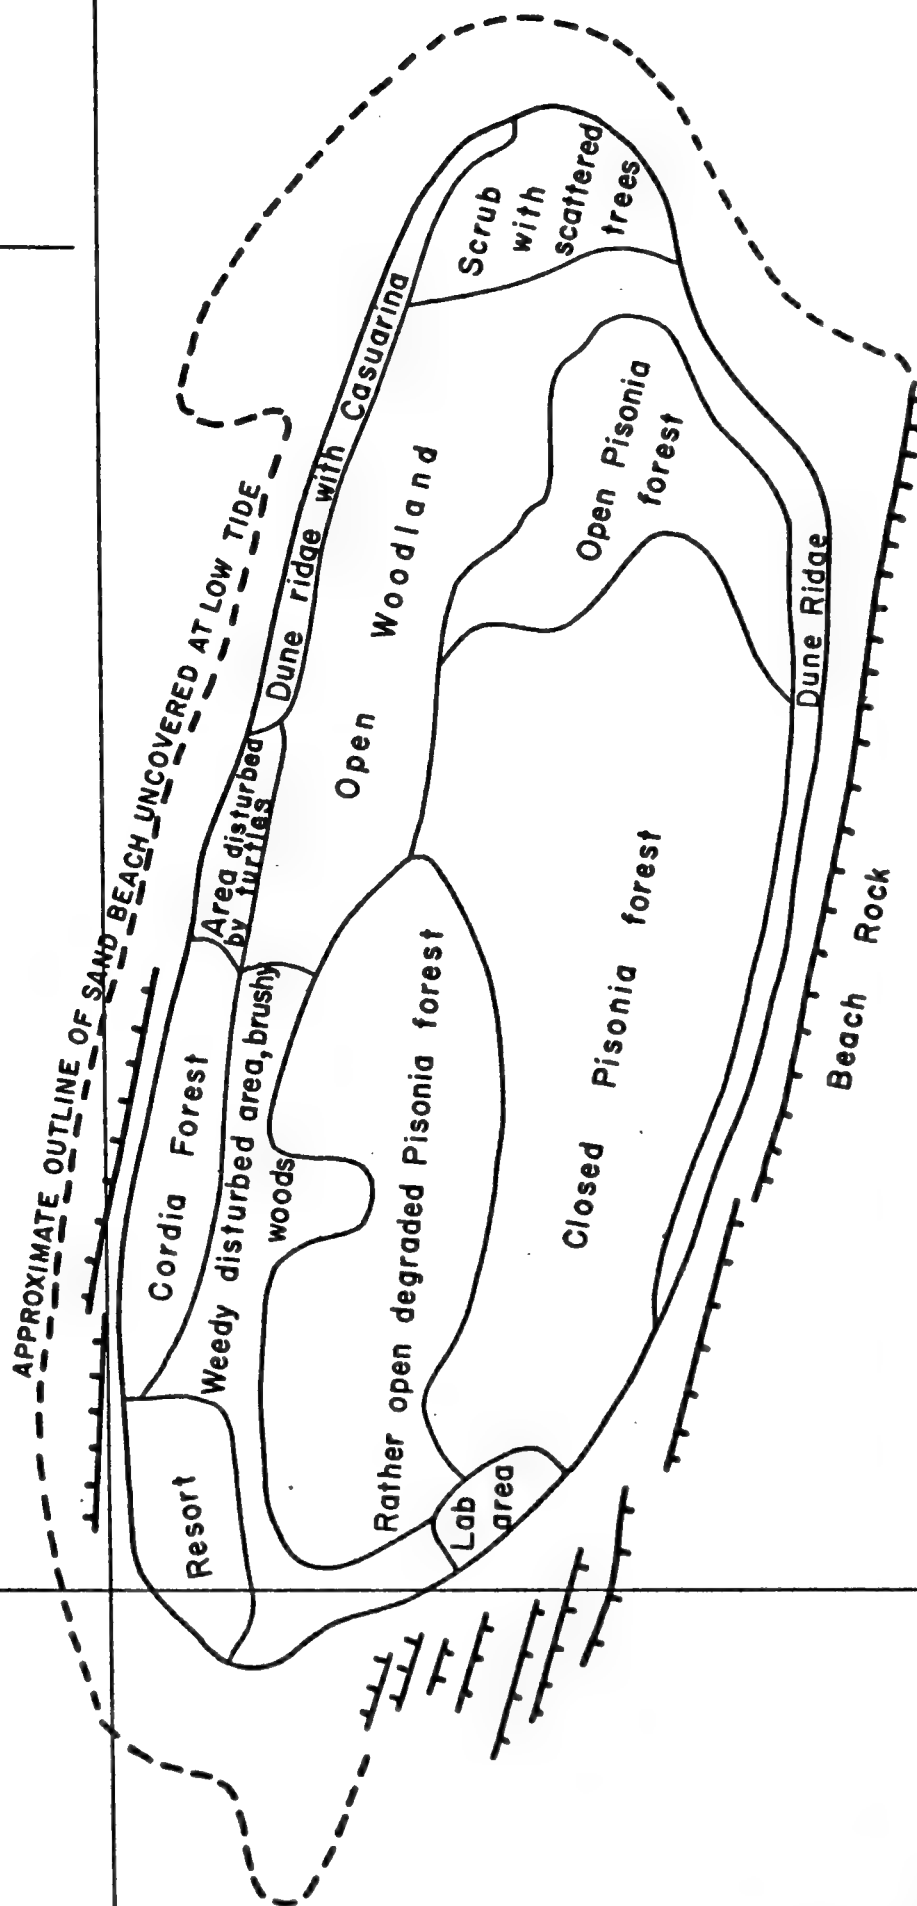 APPROXIMATE OUTLINE OF SAND BEACH UNCOVERED AT LOW TIDE
Scrub
with
scattered
trees
Dune ridge with Casuarina
Open Woodland
Open Pisonia
forest
Dune Ridge
Area disturbed
by turtles
Cordia Forest
Weedy disturbed area, brushy
woods
Rather open degraded Pisonia forest
Closed Pisonia forest
Beach Rock
Resort
Lab
area